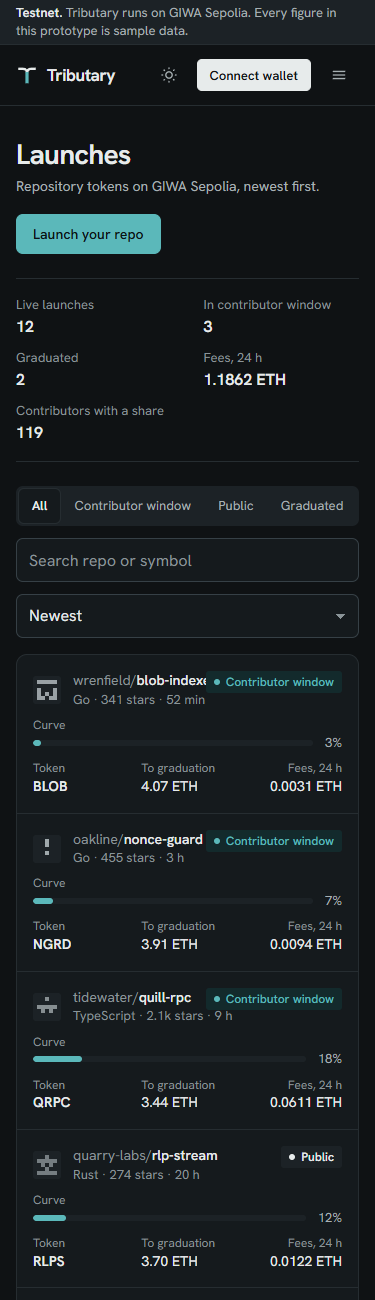 Testnet. Tributary runs on GIWA Sepolia. Every figure in
this prototype is sample data.
Tributary
Connect wallet
Launches
Repository tokens on GIWA Sepolia, newest first.
Launch your repo
Live launches
12
In contributor window
3
Graduated
2
Fees, 24 h
1.1862 ETH
Contributors with a share
119
All
Contributor window
Public
Graduated
Search repo or symbol
Newest
wrenfield/blob-indexe
Contributor window
Go · 341 stars · 52 min
Curve
3%
Token
To graduation
Fees, 24 h
BLOB
4.07 ETH
0.0031 ETH
oakline/nonce-guard
Contributor window
Go · 455 stars · 3 h
Curve
7%
Token
To graduation
Fees, 24 h
NGRD
3.91 ETH
0.0094 ETH
tidewater/quill-rpc
Contributor window
TypeScript · 2.1k stars · 9 h
Curve
18%
Token
To graduation
Fees, 24 h
QRPC
3.44 ETH
0.0611 ETH
quarry-labs/rlp-stream
Public
Rust · 274 stars · 20 h
Curve
12%
Token
To graduation
Fees, 24 h
RLPS
3.70 ETH
0.0122 ETH